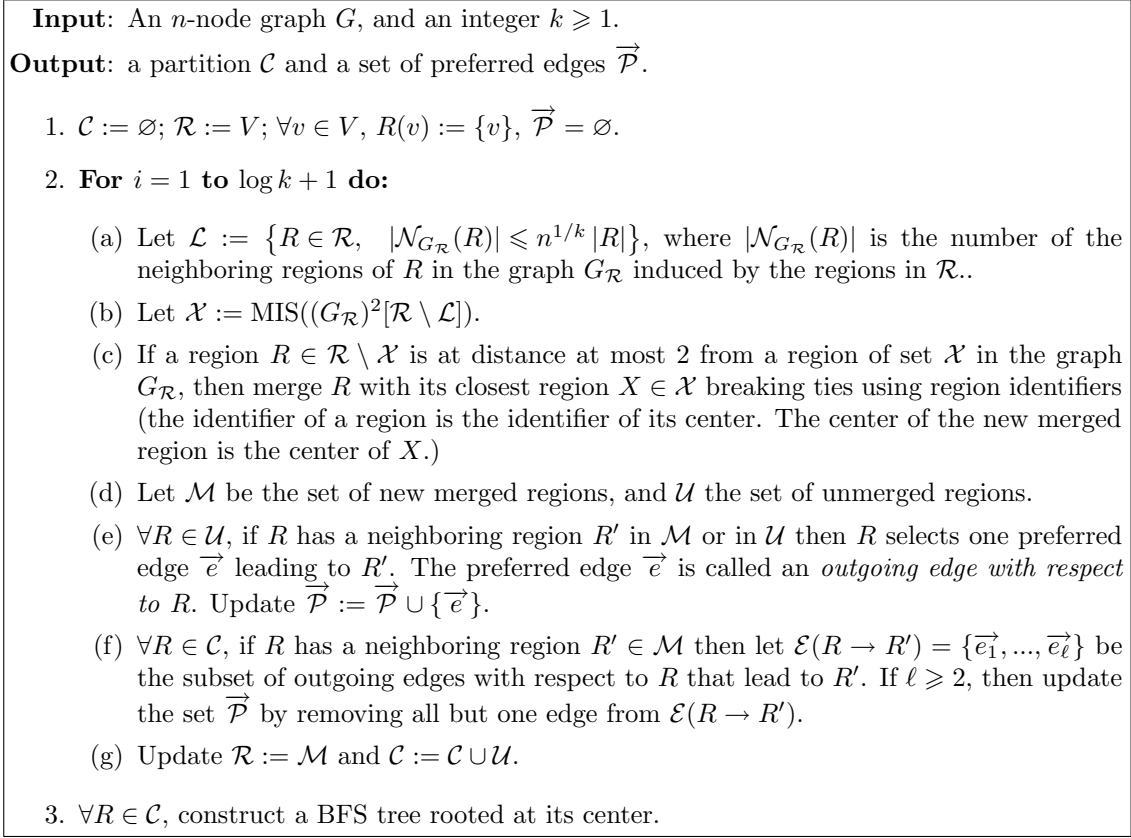 Input: An n-node graph G, and an integer k ⩾ 1.
Output: a partition 𝒞 and a set of preferred edges 𝒫⃗.
1. 𝒞 := ∅; ℛ := V; ∀v ∈ V, R(v) := {v}, 𝒫⃗ = ∅.
2. For i = 1 to log k + 1 do:
(a) Let ℒ := {R ∈ ℛ, |𝒩_{G_ℛ}(R)| ⩽ n^{1/k} |R|}, where |𝒩_{G_ℛ}(R)| is the number of the
neighboring regions of R in the graph G_ℛ induced by the regions in ℛ..
(b) Let 𝒳 := MIS((G_ℛ)²[ℛ \ ℒ]).
(c) If a region R ∈ ℛ \ 𝒳 is at distance at most 2 from a region of set 𝒳 in the graph
G_ℛ, then merge R with its closest region X ∈ 𝒳 breaking ties using region identifiers
(the identifier of a region is the identifier of its center. The center of the new merged
region is the center of X.)
(d) Let ℳ be the set of new merged regions, and 𝒰 the set of unmerged regions.
(e) ∀R ∈ 𝒰, if R has a neighboring region R′ in ℳ or in 𝒰 then R selects one preferred
edge e⃗ leading to R′. The preferred edge e⃗ is called an outgoing edge with respect
to R. Update 𝒫⃗ := 𝒫⃗ ∪ {e⃗}.
(f) ∀R ∈ 𝒞, if R has a neighboring region R′ ∈ ℳ then let ℰ(R → R′) = {e⃗₁, ..., e⃗_ℓ} be
the subset of outgoing edges with respect to R that lead to R′. If ℓ ⩾ 2, then update
the set 𝒫⃗ by removing all but one edge from ℰ(R → R′).
(g) Update ℛ := ℳ and 𝒞 := 𝒞 ∪ 𝒰.
3. ∀R ∈ 𝒞, construct a BFS tree rooted at its center.